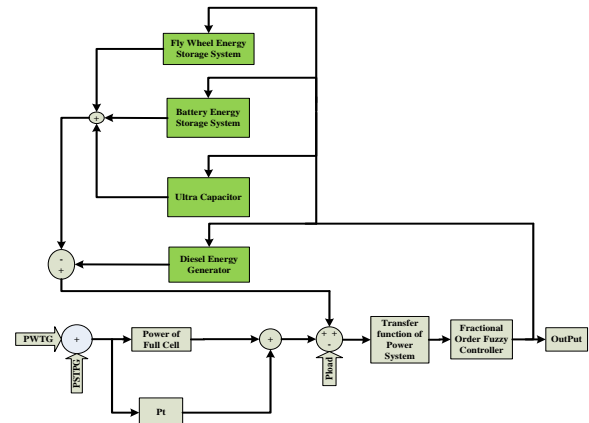 Fly Wheel Energy
Storage System
Battery Energy
Storage System
+
Ultra Capacitor
Diesel Energy
Generator
-
+
PWTG
+
PSTPG
Power of
Full Cell
+
+ +
-
Pload
Transfer
function of
Power
System
Fractional
Order Fuzzy
Controller
OutPut
Pt